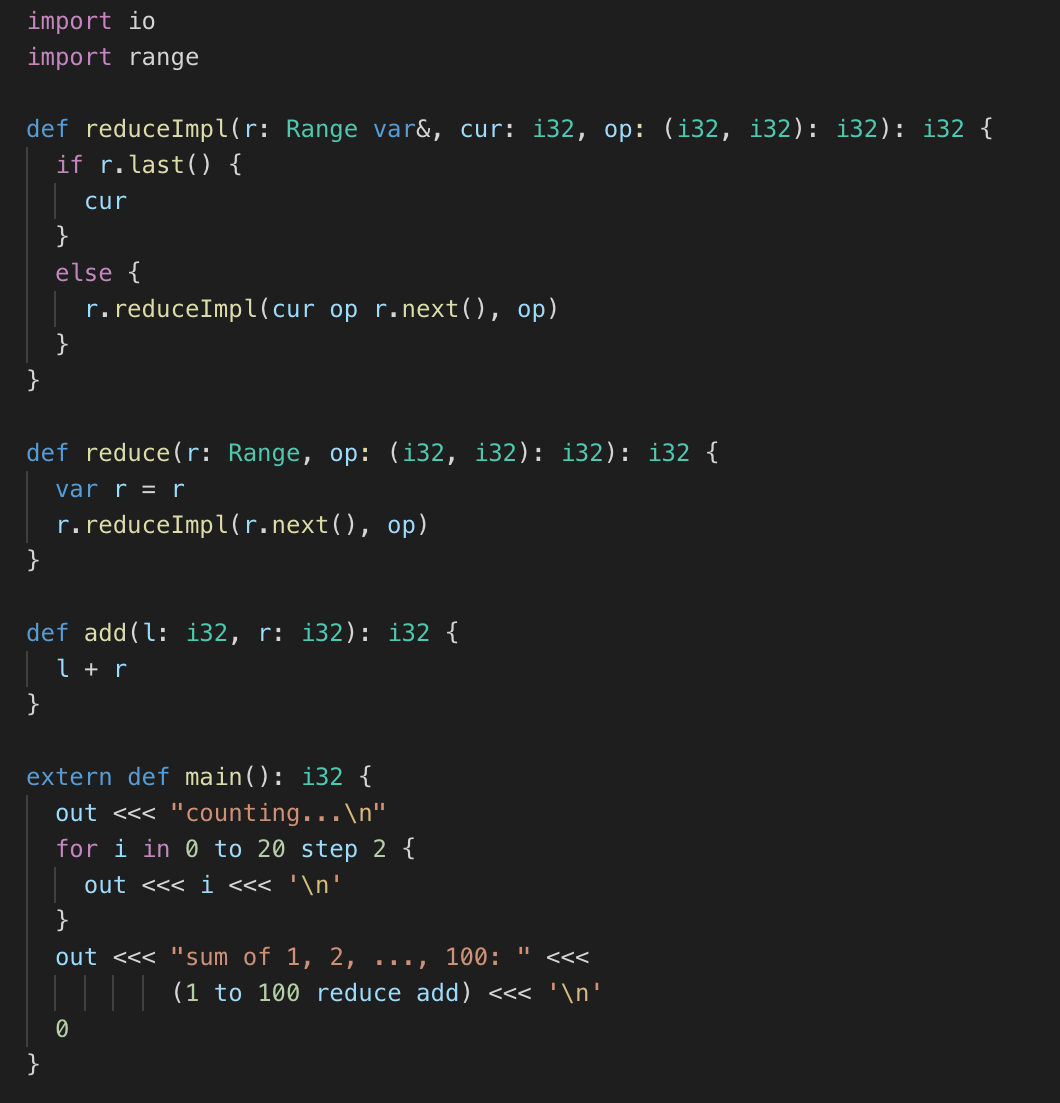 import io
import range

def reduceImpl(r: Range var&, cur: i32, op: (i32, i32): i32): i32 {
  if r.last() {
    cur
  }
  else {
    r.reduceImpl(cur op r.next(), op)
  }
}

def reduce(r: Range, op: (i32, i32): i32): i32 {
  var r = r
  r.reduceImpl(r.next(), op)
}

def add(l: i32, r: i32): i32 {
  l + r
}

extern def main(): i32 {
  out <<< "counting...\n"
  for i in 0 to 20 step 2 {
    out <<< i <<< '\n'
  }
  out <<< "sum of 1, 2, ..., 100: " <<<
          (1 to 100 reduce add) <<< '\n'
  0
}